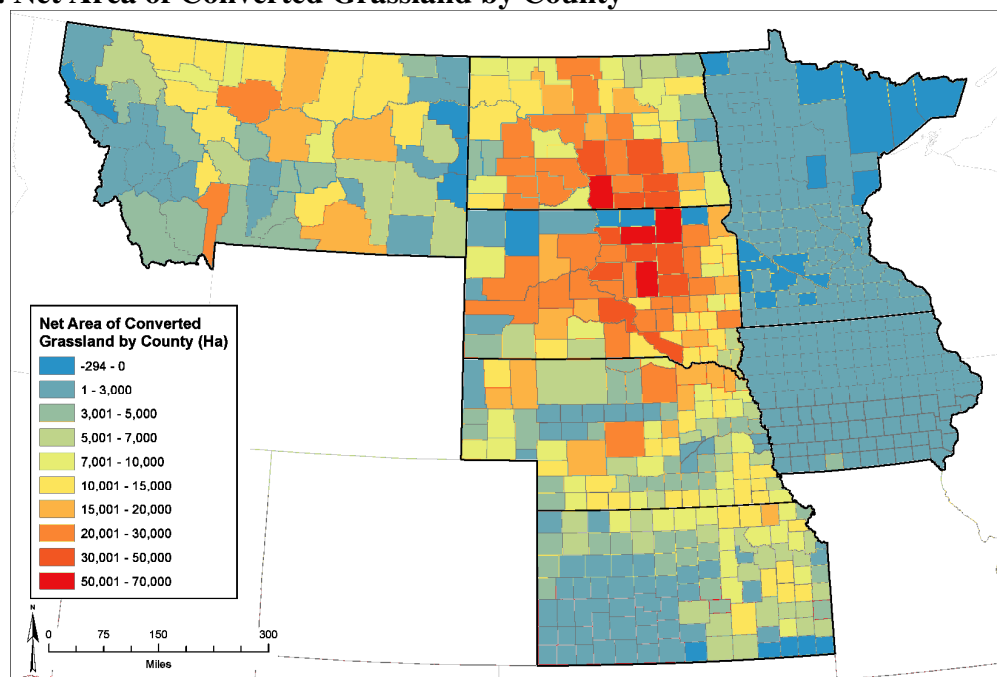 . Net Area of Converted Grassland by County
Net Area of Converted
Grassland by County (Ha)
-294 - 0
1 - 3,000
3,001 - 5,000
5,001 - 7,000
7,001 - 10,000
10,001 - 15,000
15,001 - 20,000
20,001 - 30,000
30,001 - 50,000
50,001 - 70,000
N
0 75 150 300
Miles